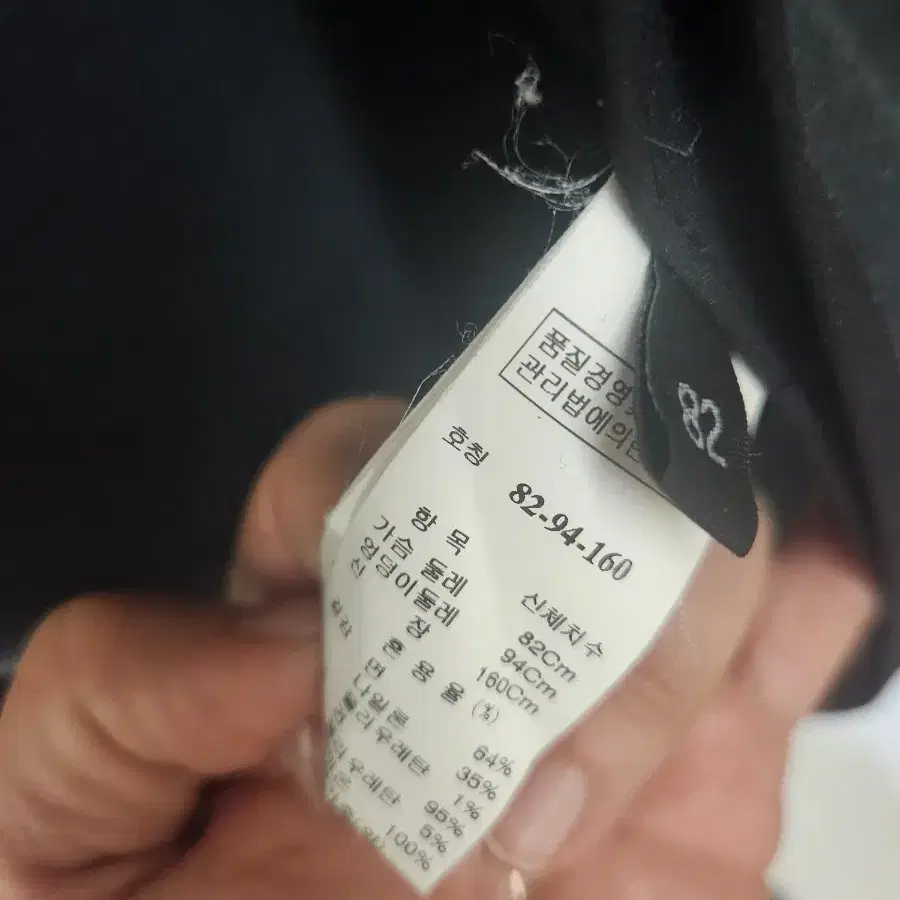 품질경영
관리법에의한
82
호칭
82-94-160
항 목 신체치수
가슴 둘레 82Cm
엉덩이둘레 94Cm
신 장 160Cm
혼 용 율 (%)
면 64%
나일론 35%
폴리우레탄 1%
95%
우레탄 5%
100%